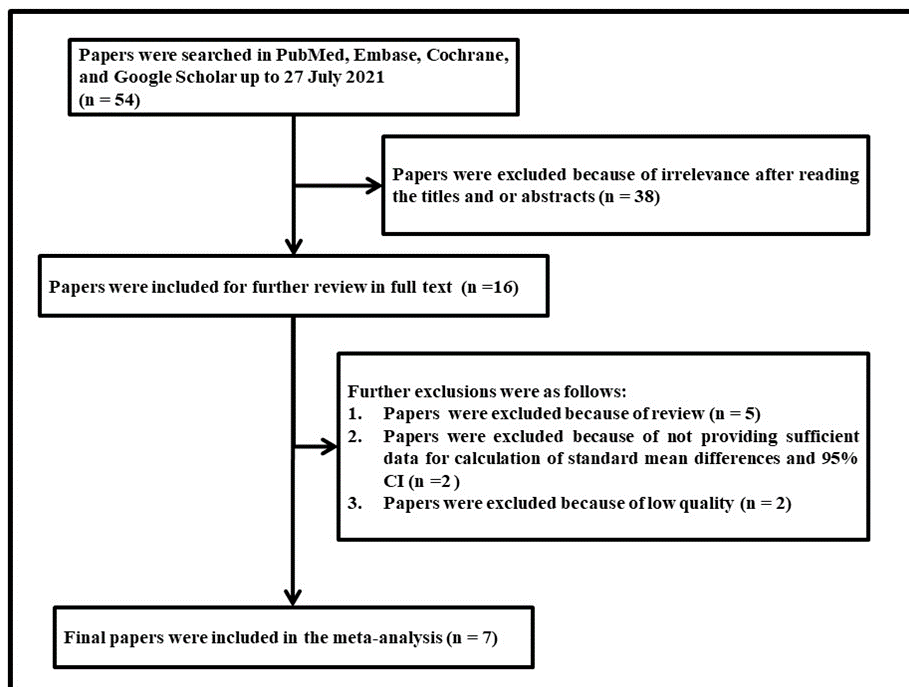 Papers were searched in PubMed, Embase, Cochrane,
and Google Scholar up to 27 July 2021
(n = 54)
Papers were excluded because of irrelevance after reading
the titles and or abstracts (n = 38)
Papers were included for further review in full text (n =16)
Further exclusions were as follows:
1. Papers were excluded because of review (n = 5)
2. Papers were excluded because of not providing sufficient
data for calculation of standard mean differences and 95%
CI (n =2 )
3. Papers were excluded because of low quality (n = 2)
Final papers were included in the meta-analysis (n = 7)